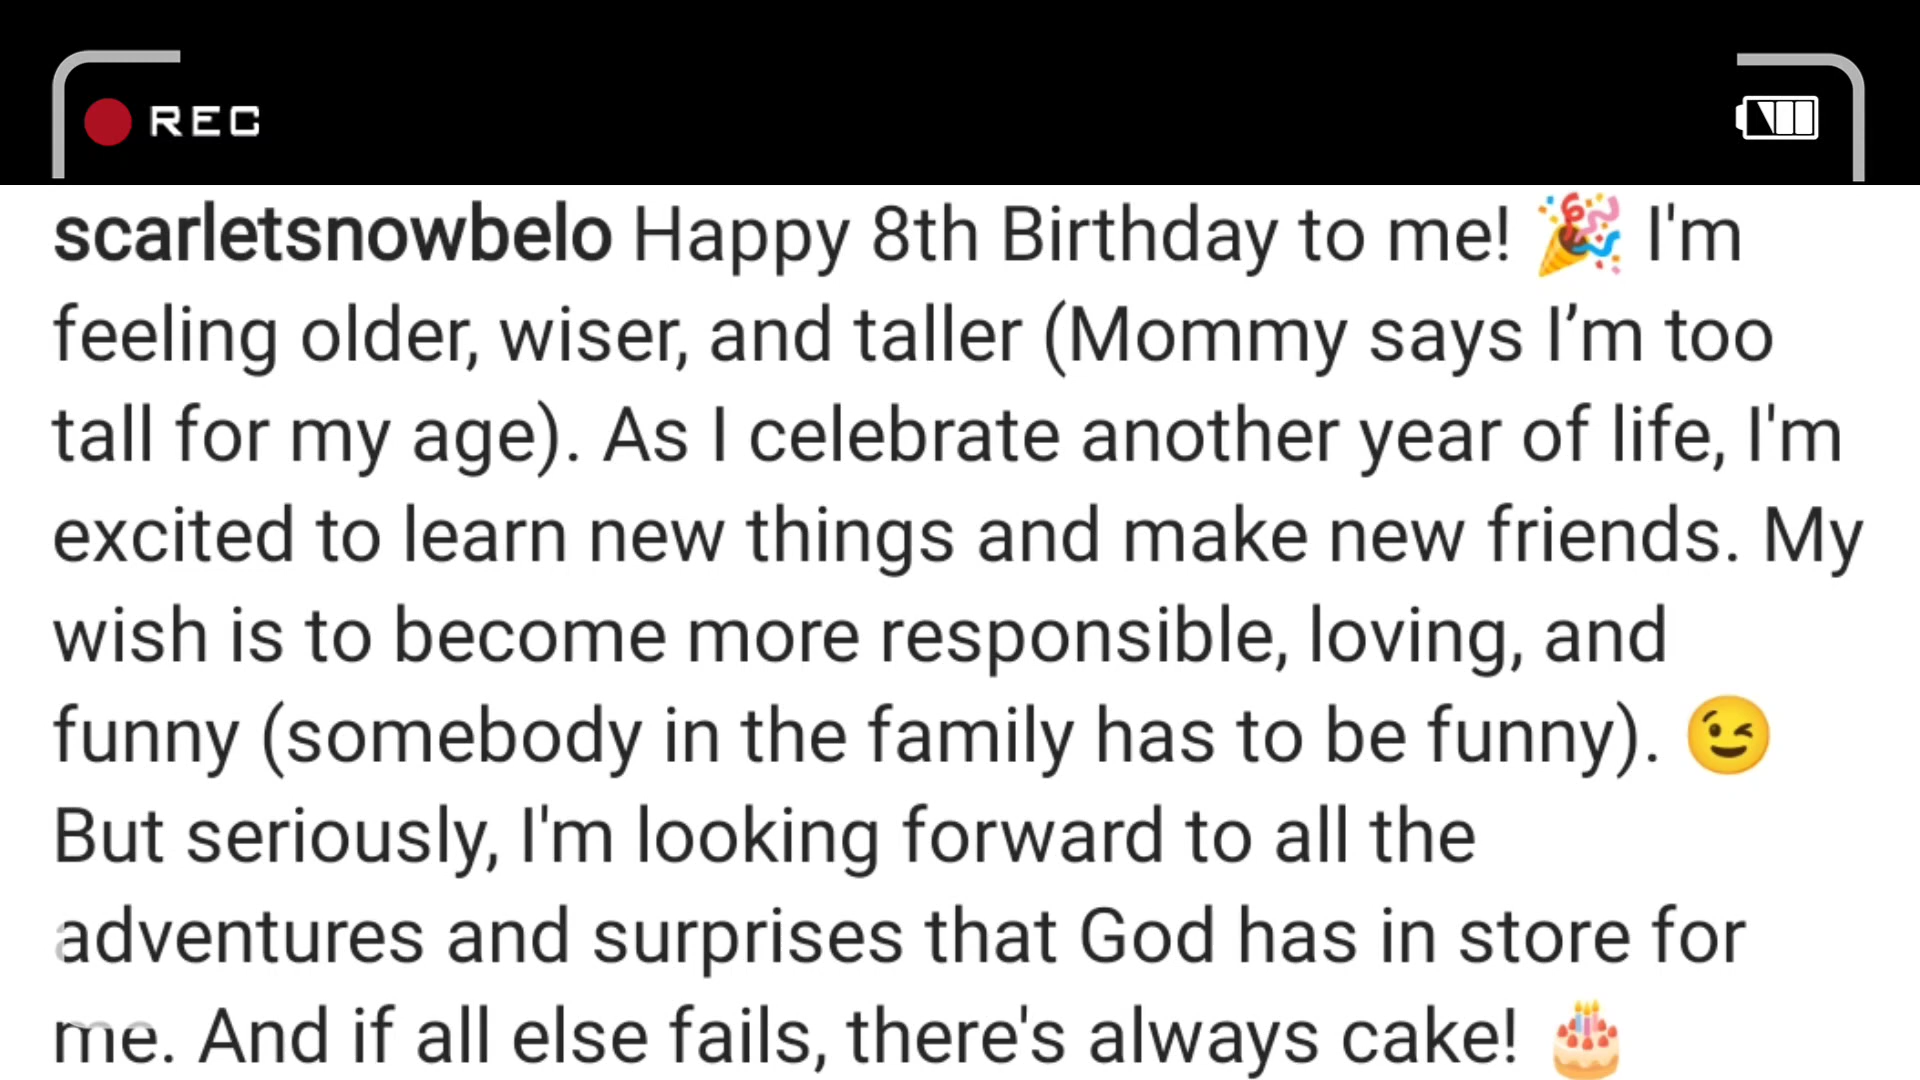 REC
scarletsnowbelo Happy 8th Birthday to me! 🎉 I'm
feeling older, wiser, and taller (Mommy says I’m too
tall for my age). As I celebrate another year of life, I'm
excited to learn new things and make new friends. My
wish is to become more responsible, loving, and
funny (somebody in the family has to be funny). 😉
But seriously, I'm looking forward to all the
adventures and surprises that God has in store for
me. And if all else fails, there's always cake! 🎂